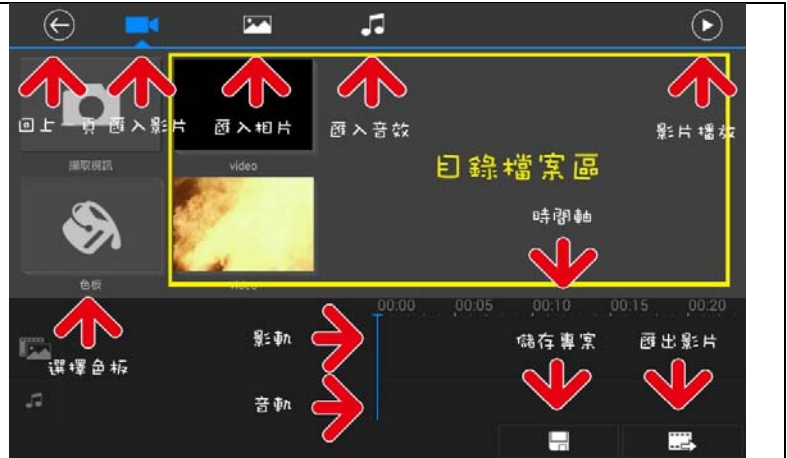 回上一頁 匯入影片 匯入相片 匯入音效 影片播放
擷取視訊 video
目錄檔案區
時間軸
色板 video
00:00 00:05 00:10 00:15 00:20
影軌 儲存專案 匯出影片
選擇色板
音軌